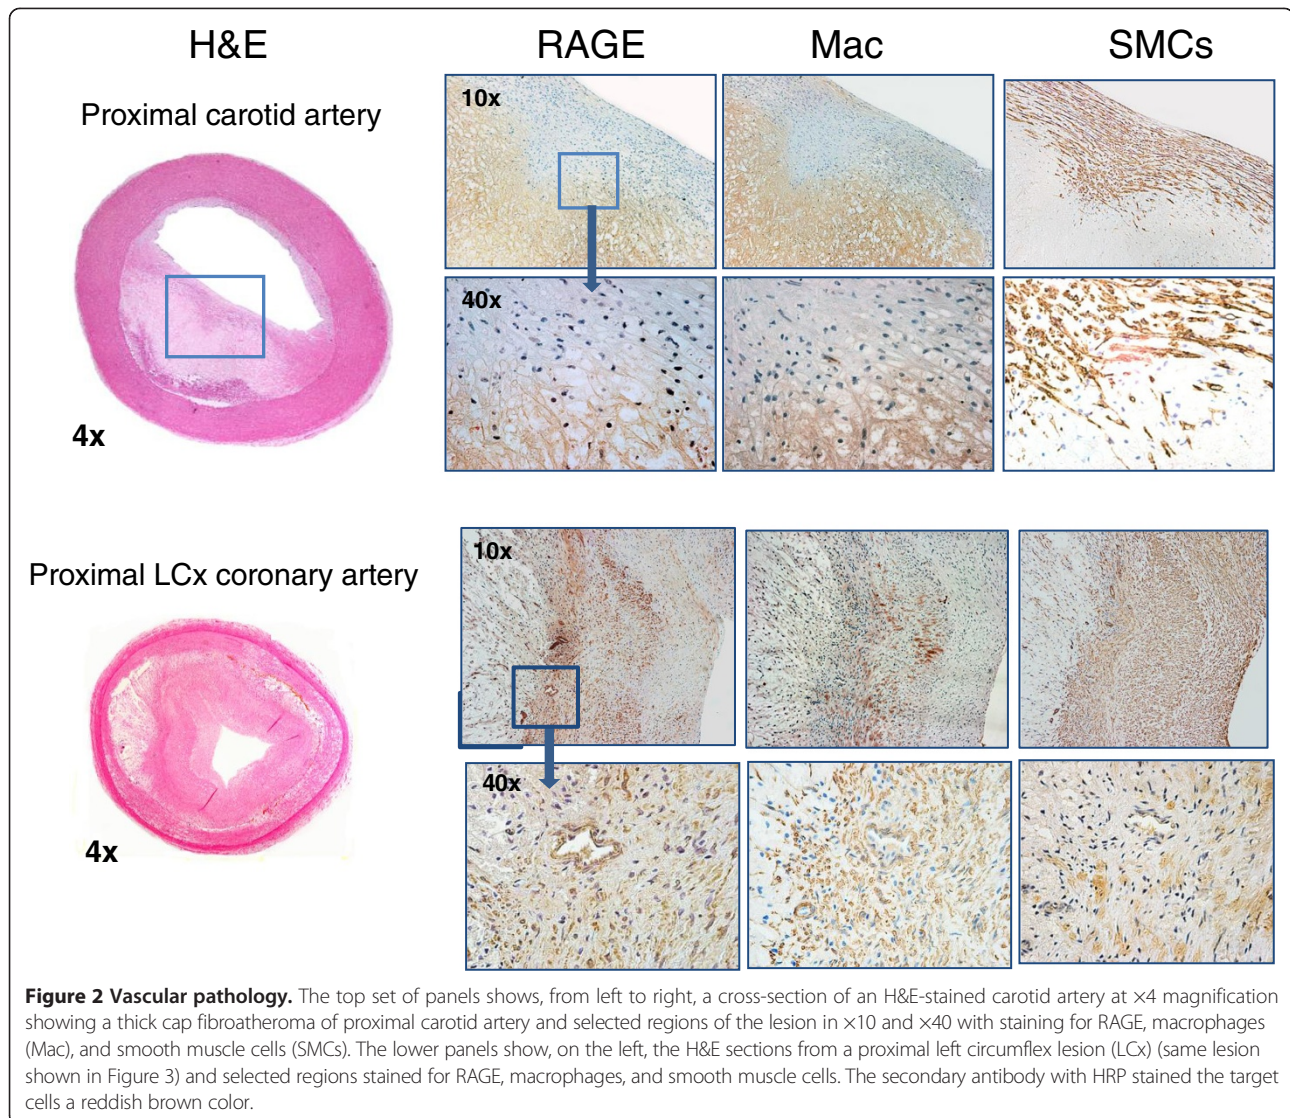 H&E RAGE Mac SMCs
Proximal carotid artery
10x
40x
4x
Proximal LCx coronary artery
10x
40x
4x
Figure 2 Vascular pathology. The top set of panels shows, from left to right, a cross-section of an H&E-stained carotid artery at ×4 magnification
showing a thick cap fibroatheroma of proximal carotid artery and selected regions of the lesion in ×10 and ×40 with staining for RAGE, macrophages
(Mac), and smooth muscle cells (SMCs). The lower panels show, on the left, the H&E sections from a proximal left circumflex lesion (LCx) (same lesion
shown in Figure 3) and selected regions stained for RAGE, macrophages, and smooth muscle cells. The secondary antibody with HRP stained the target
cells a reddish brown color.